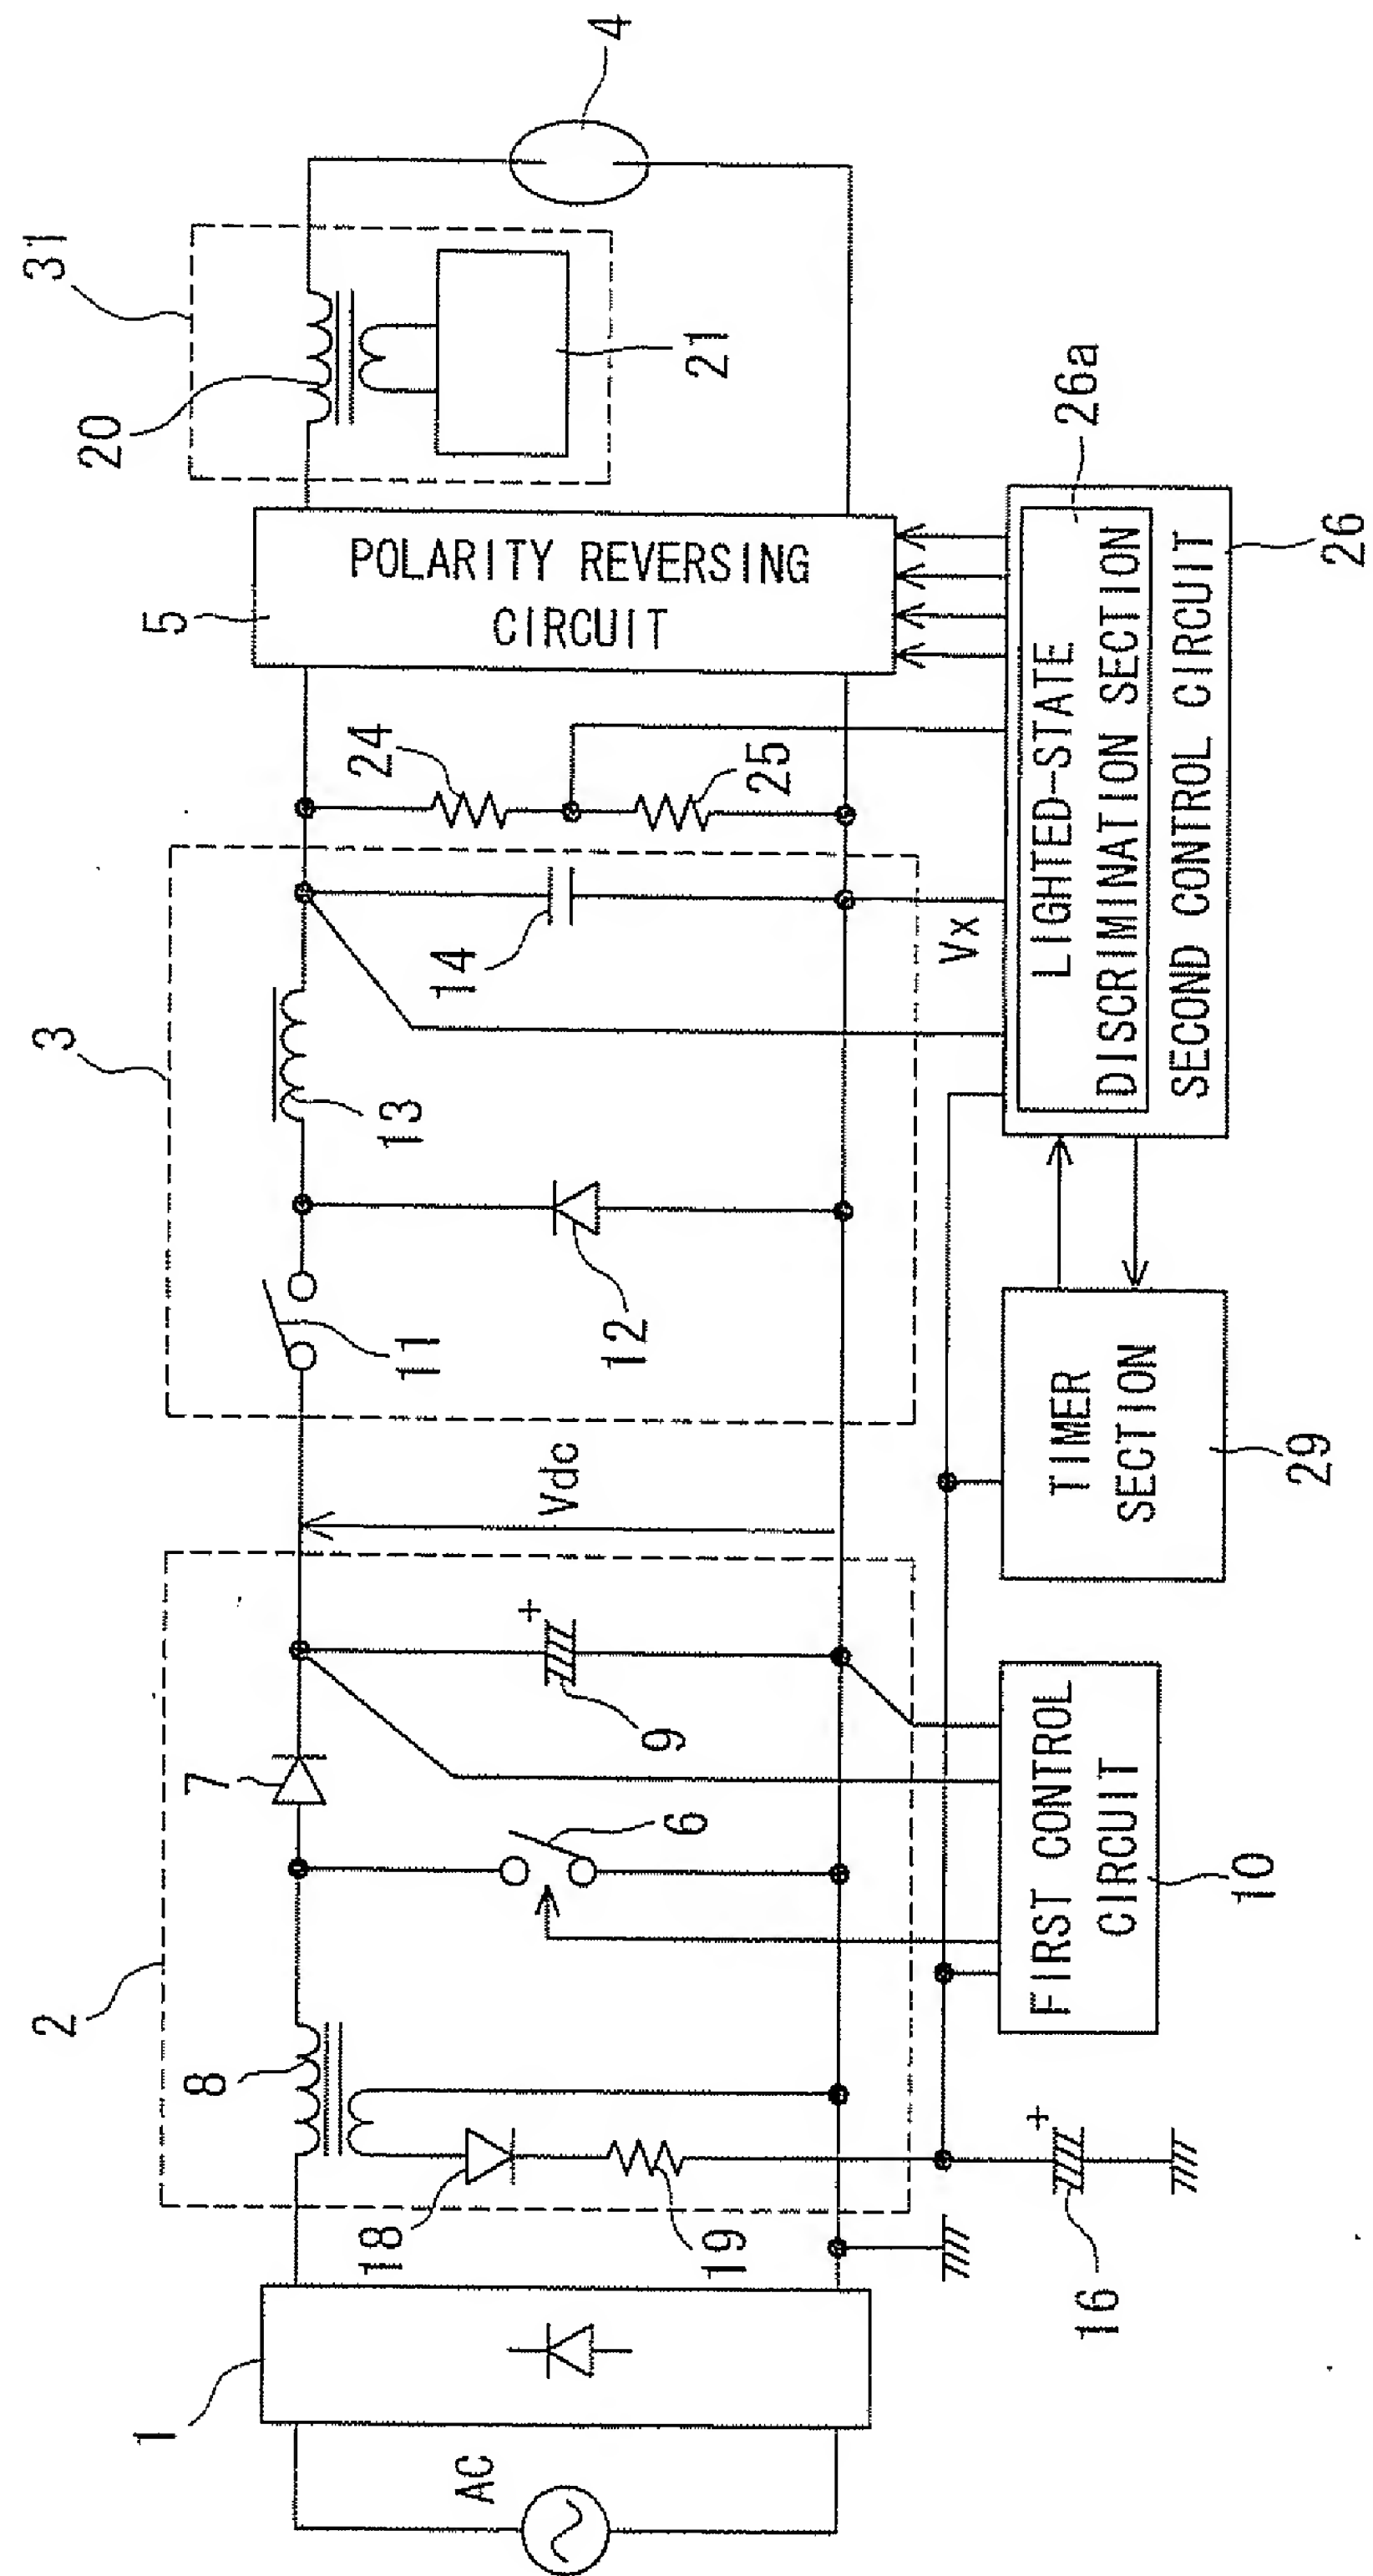 31
4
20
21
5
POLARITY REVERSING
CIRCUIT
24
25
3
13
14
11
12
Vx
26a
LIGHTED-STATE
DISCRIMINATION SECTION
SECOND CONTROL CIRCUIT
26
Vdc
TIMER
SECTION
29
2
7
+
9
6
8
FIRST CONTROL
CIRCUIT
10
18
19
+
16
1
AC